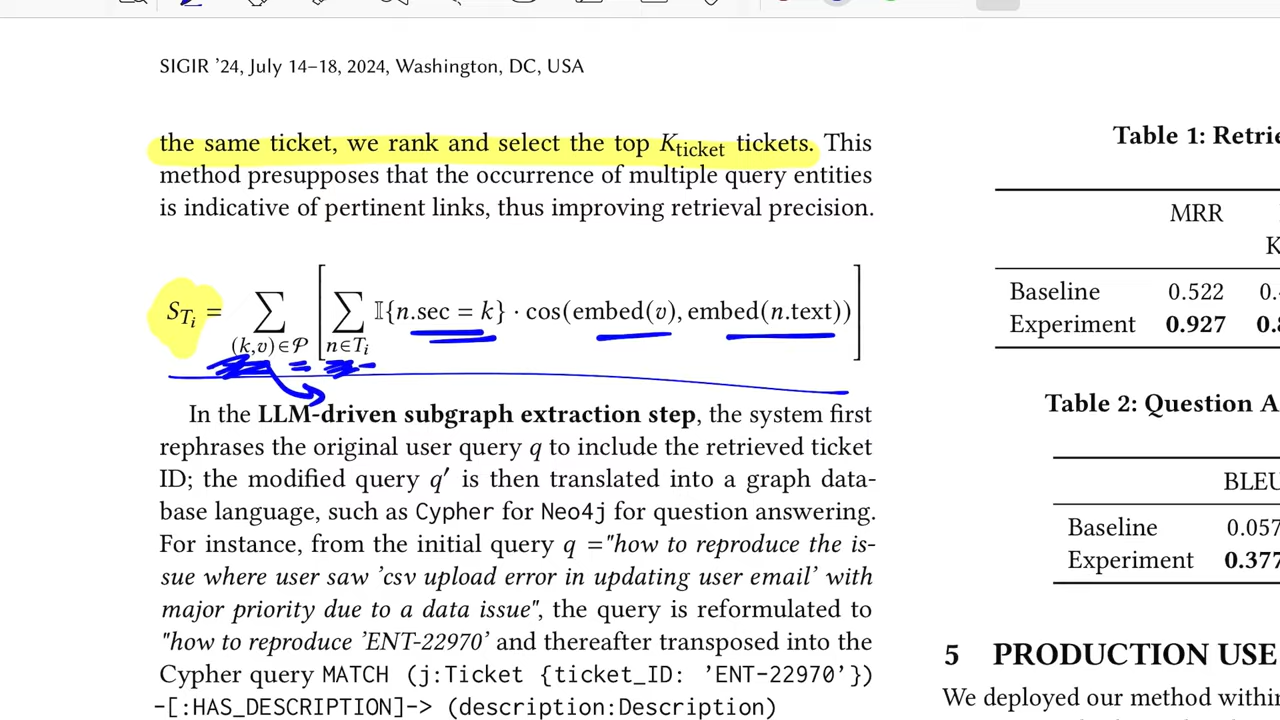 SIGIR ’24, July 14–18, 2024, Washington, DC, USA
the same ticket, we rank and select the top K_ticket tickets. This
method presupposes that the occurrence of multiple query entities
is indicative of pertinent links, thus improving retrieval precision.
S_{T_i} = ∑_{(k,v)∈𝒫} [ ∑_{n∈T_i} 𝕀{n.sec = k} · cos(embed(v), embed(n.text)) ]
In the LLM-driven subgraph extraction step, the system first
rephrases the original user query q to include the retrieved ticket
ID; the modified query q′ is then translated into a graph data-
base language, such as Cypher for Neo4j for question answering.
For instance, from the initial query q ="how to reproduce the is-
sue where user saw ’csv upload error in updating user email’ with
major priority due to a data issue", the query is reformulated to
"how to reproduce ’ENT-22970’ and thereafter transposed into the
Cypher query MATCH (j:Ticket {ticket_ID: 'ENT-22970'})
-[:HAS_DESCRIPTION]-> (description:Description)
Table 1: Retrie
MRR
K
Baseline 0.522 0.
Experiment 0.927 0.
Table 2: Question A
BLEU
Baseline 0.057
Experiment 0.377
5 PRODUCTION USE
We deployed our method within